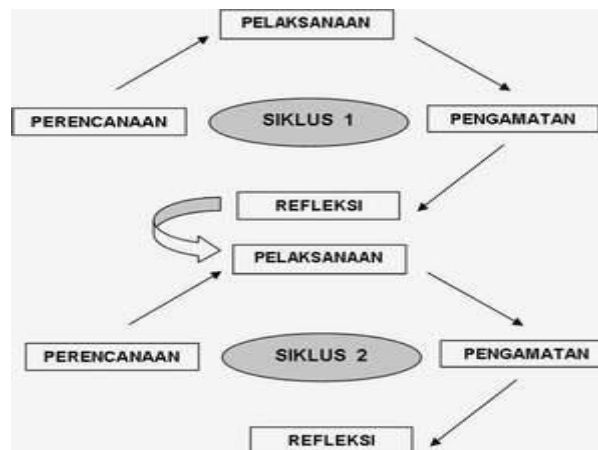 PELAKSANAAN
PERENCANAAN
SIKLUS 1
PENGAMATAN
REFLEKSI
PELAKSANAAN
PERENCANAAN
SIKLUS 2
PENGAMATAN
REFLEKSI